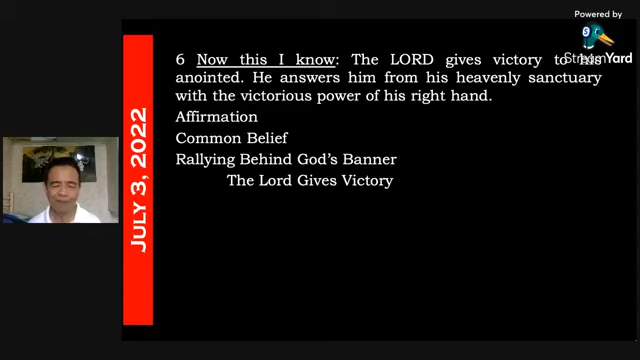 Powered by
StreamYard
6 Now this I know: The LORD gives victory to his
anointed. He answers him from his heavenly sanctuary
with the victorious power of his right hand.
Affirmation
Common Belief
Rallying Behind God's Banner
The Lord Gives Victory
JULY 3, 2022